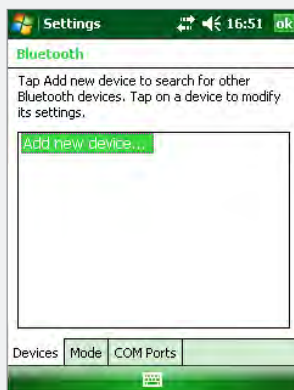 Settings 16:51 ok
Bluetooth
Tap Add new device to search for other
Bluetooth devices. Tap on a device to modify
its settings.
Add new device...
Devices Mode COM Ports